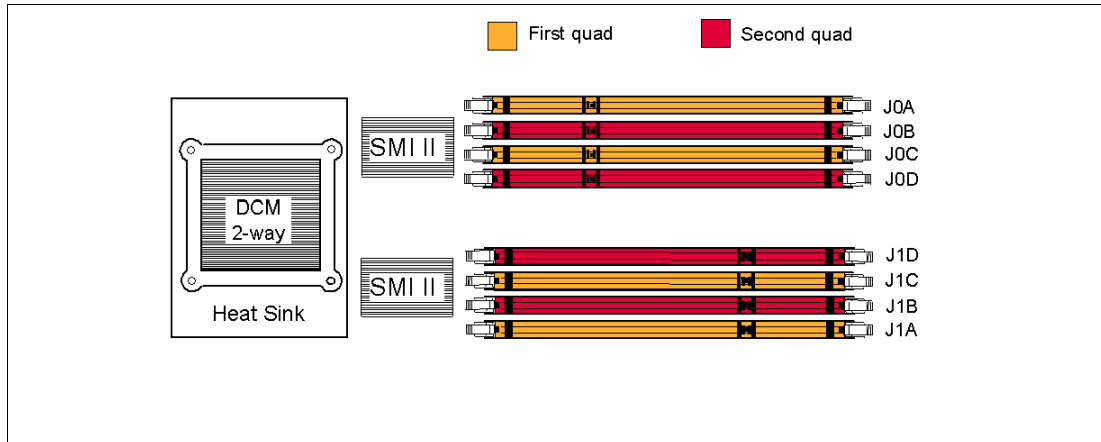 First quad
Second quad
J0A
J0B
SMI II
J0C
J0D
DCM
2-way
J1D
J1C
SMI II
J1B
Heat Sink
J1A